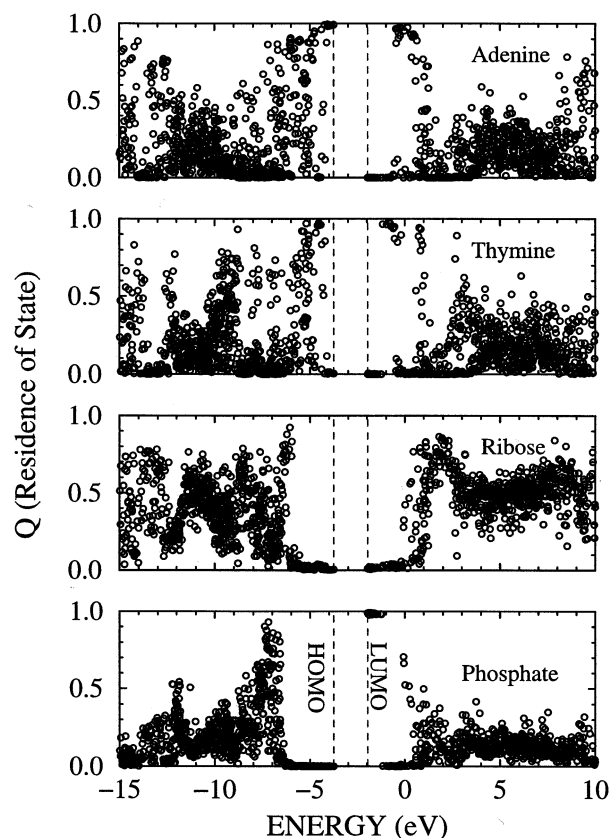 1.0
Adenine
0.5
0.0
1.0
Thymine
0.5
0.0
1.0
Ribose
0.5
0.0
1.0
HOMO
LUMO
Phosphate
0.5
0.0
−15
−10
−5
0
5
10
ENERGY (eV)
Q (Residence of State)